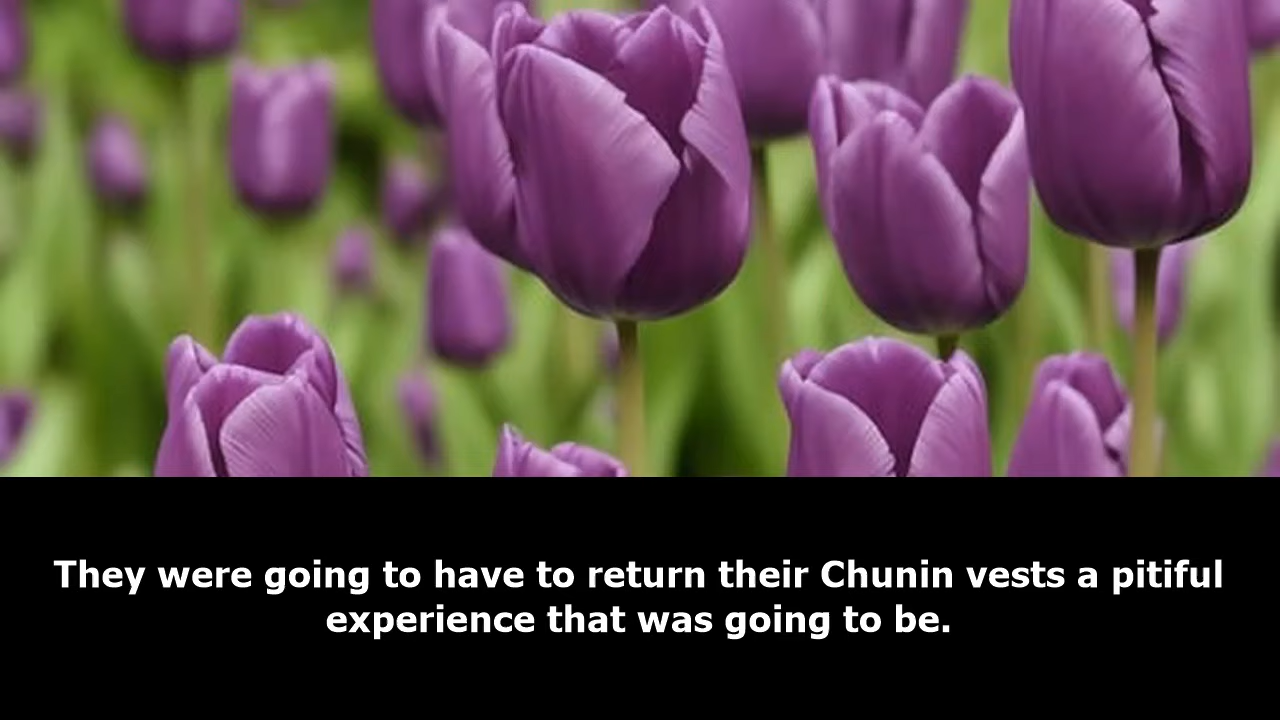 They were going to have to return their Chunin vests a pitiful
experience that was going to be.